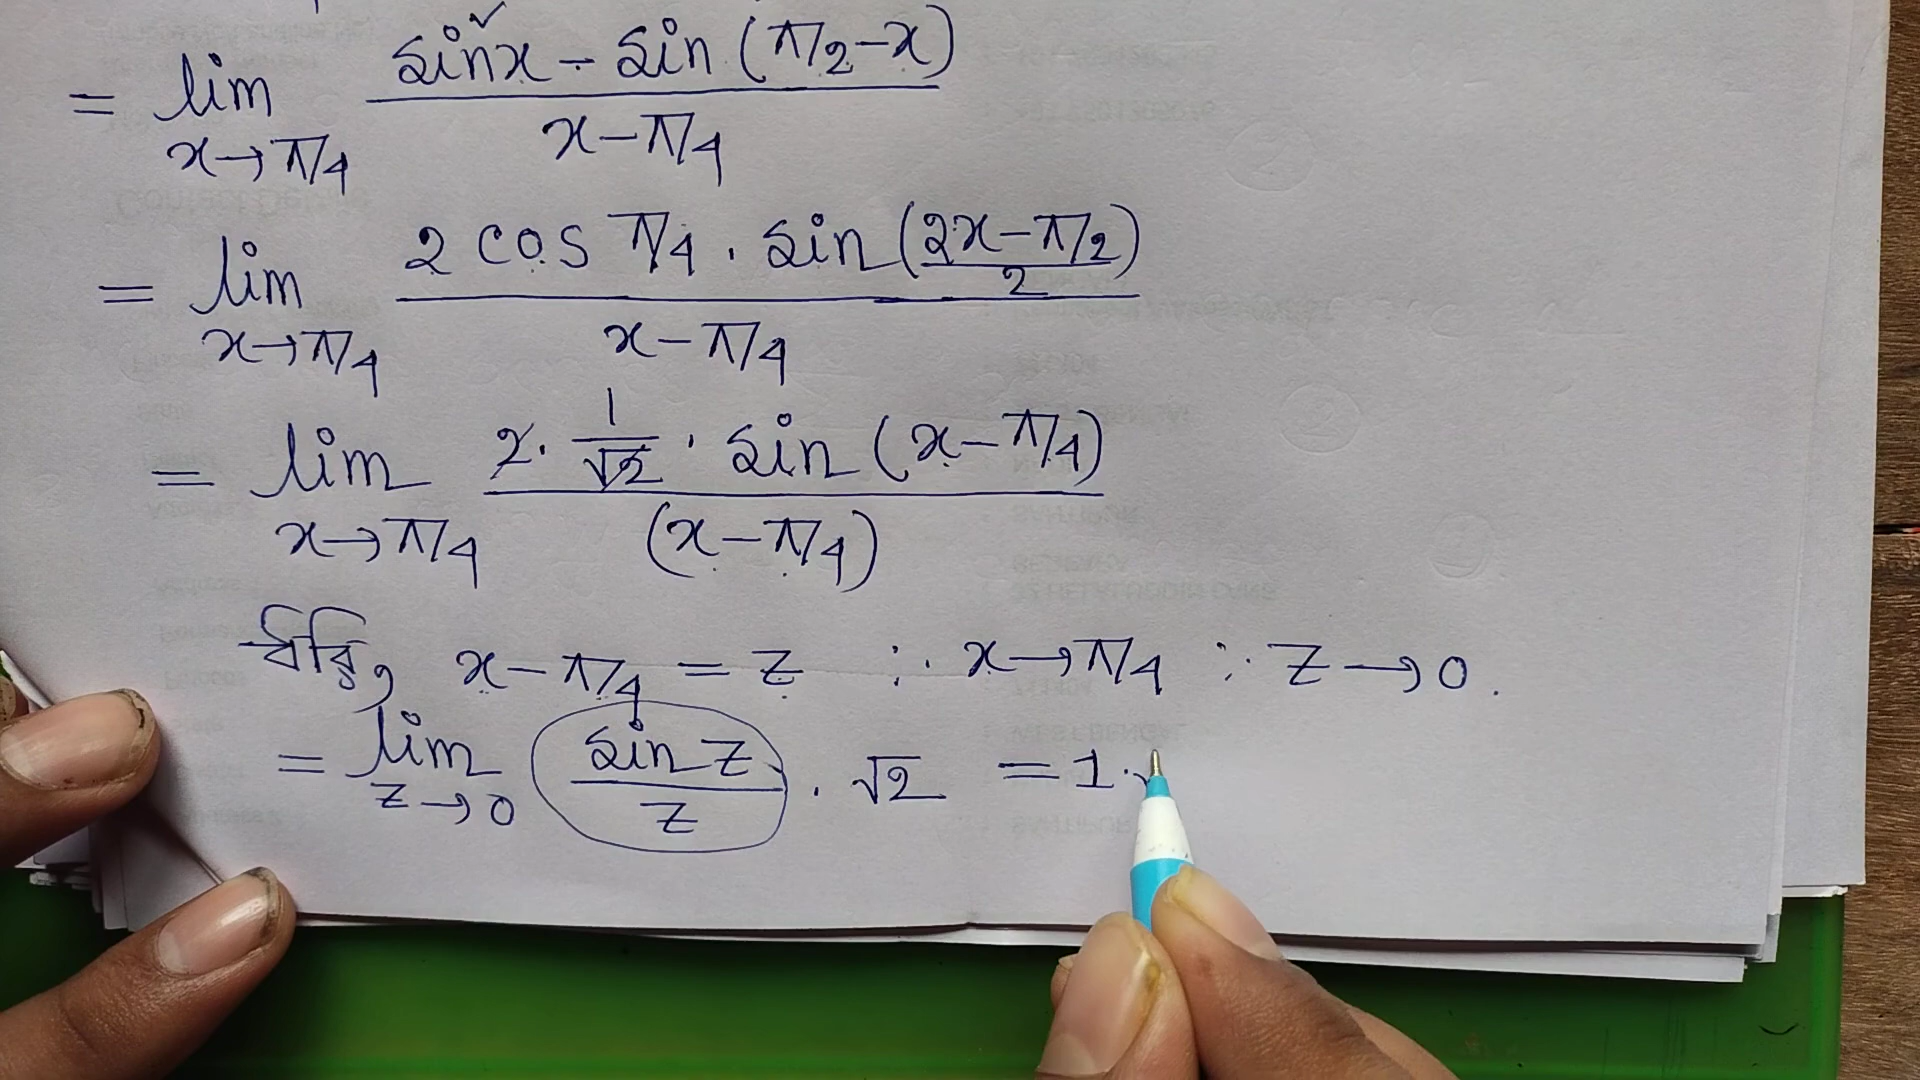 = lim x→π/4 (sinx - sin (π/2-x)) / (x-π/4)
= lim x→π/4 (2 cos π/4 . sin ((2x-π/2)/2)) / (x-π/4)
= lim x→π/4 (2. 1/√2 . sin (x-π/4)) / (x-π/4)
ধরি, x-π/4 = z ∴ x→π/4 ∴ z→0.
= lim z→0 (sin z / z) . √2 = 1.